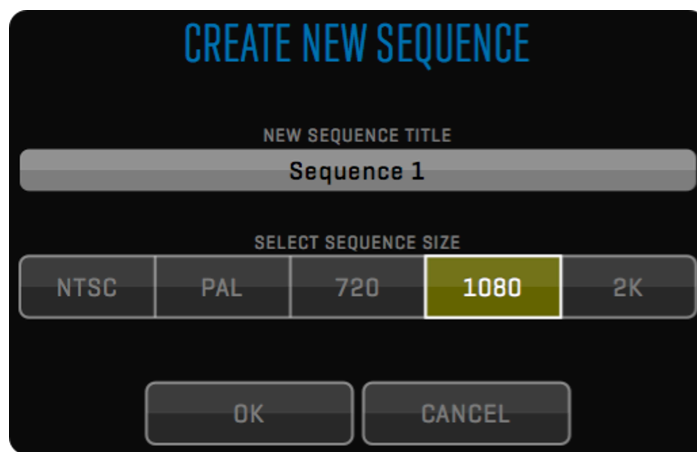 CREATE NEW SEQUENCE
NEW SEQUENCE TITLE
Sequence 1
SELECT SEQUENCE SIZE
NTSC PAL 720 1080 2K
OK CANCEL